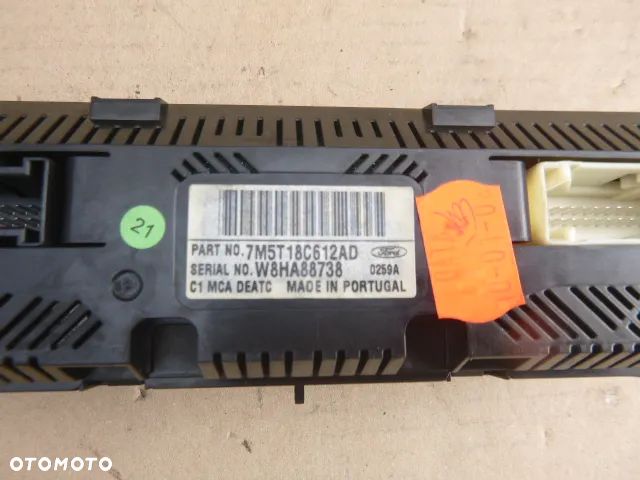 21
PART NO. 7M5T18C612AD
Ford
SERIAL NO. W8HA88738 0259A
C1 MCA DEATC MADE IN PORTUGAL
OTOMOTO